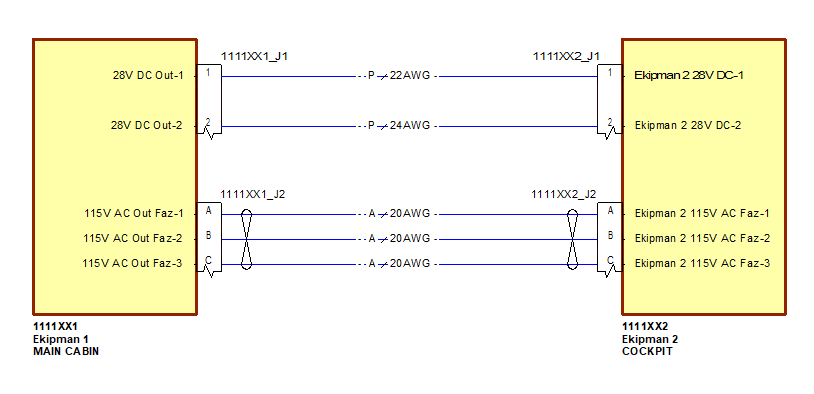 1111XX1_J1 1111XX2_J1
28V DC Out-1 1 P 22AWG 1 Ekipman 2 28V DC-1
28V DC Out-2 2 P 24AWG 2 Ekipman 2 28V DC-2
1111XX1_J2 1111XX2_J2
115V AC Out Faz-1 A A 20AWG A Ekipman 2 115V AC Faz-1
115V AC Out Faz-2 B A 20AWG B Ekipman 2 115V AC Faz-2
115V AC Out Faz-3 C A 20AWG C Ekipman 2 115V AC Faz-3
1111XX1 1111XX2
Ekipman 1 Ekipman 2
MAIN CABIN COCKPIT